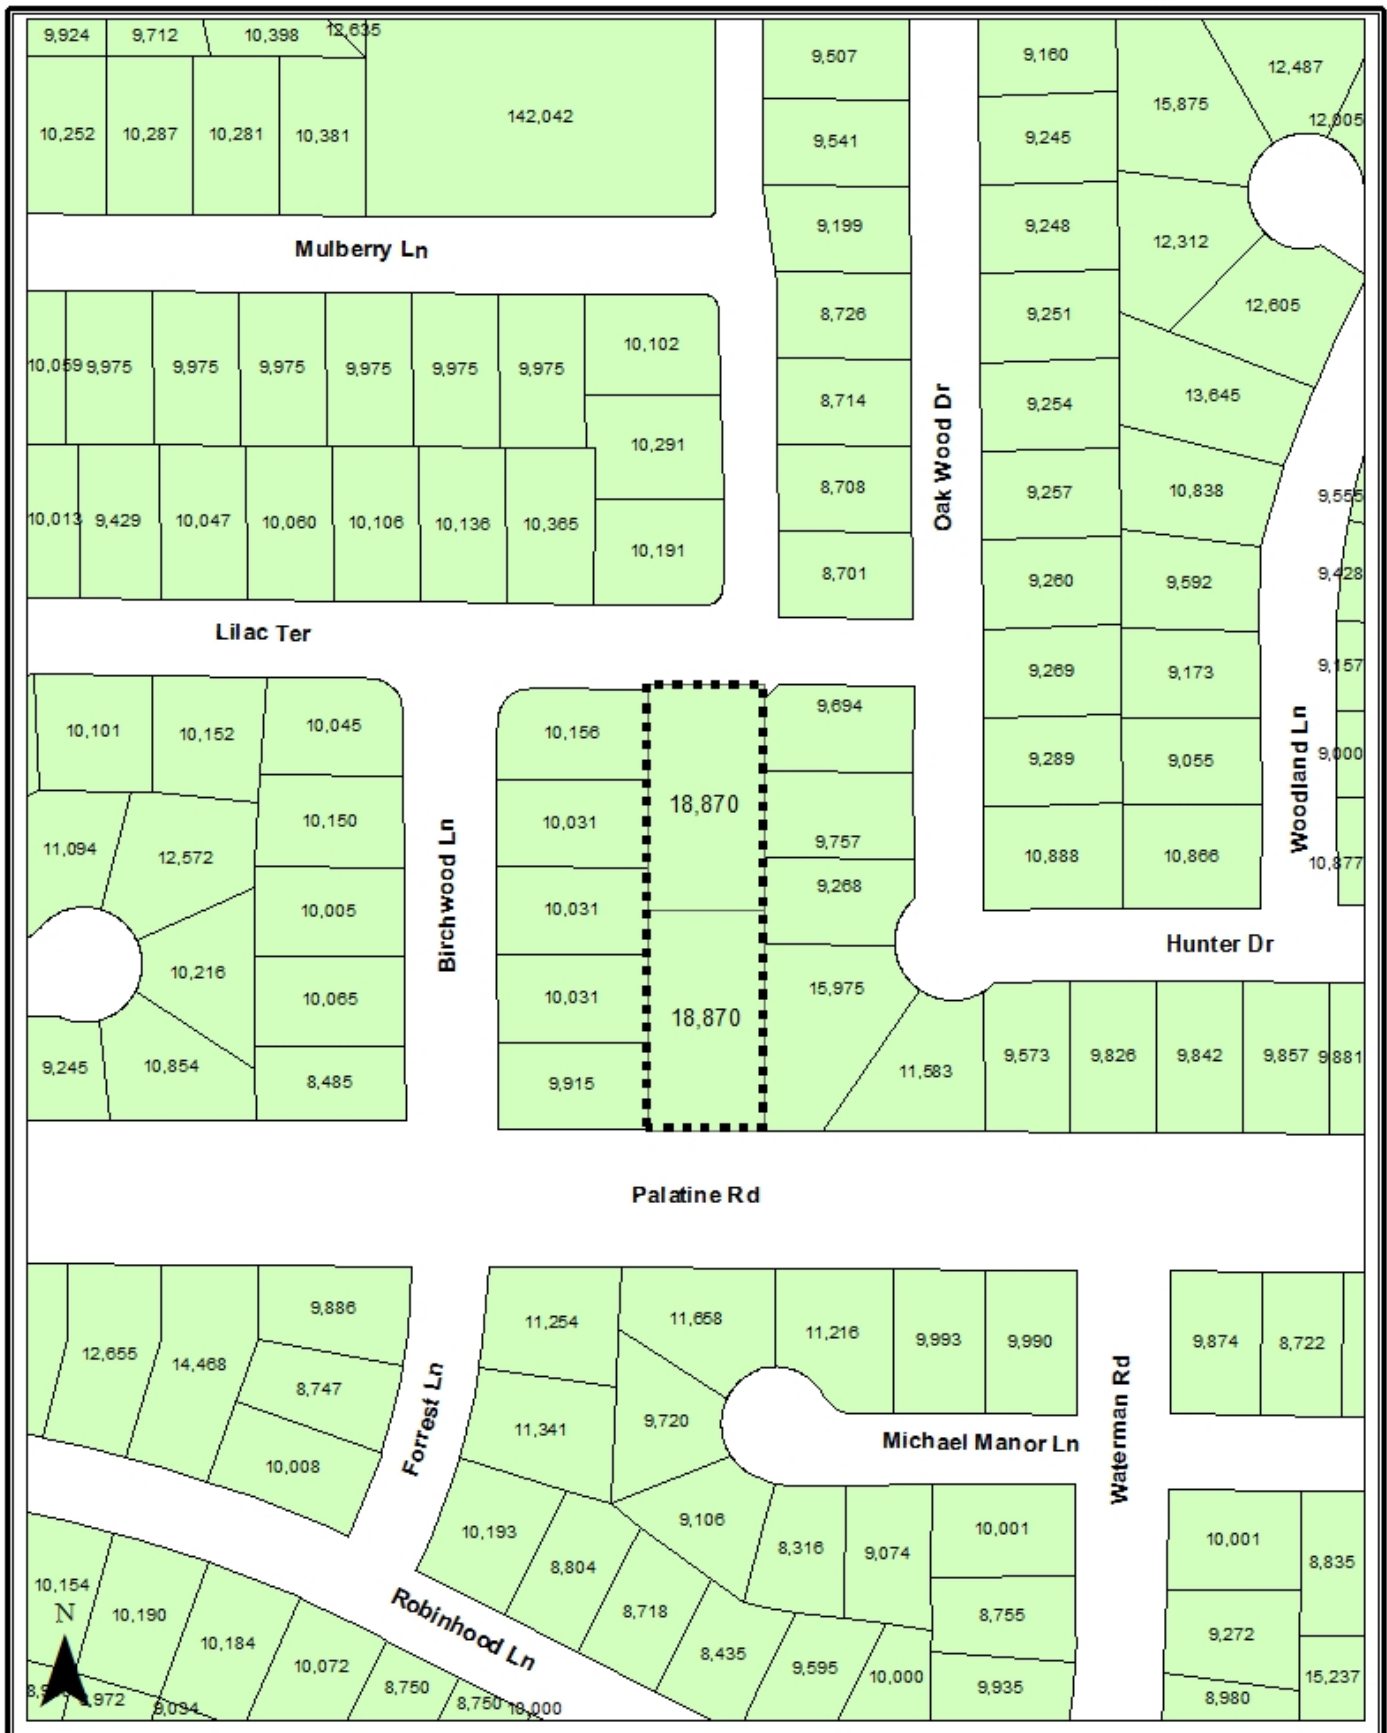 9,924 9,712 10,398 12,635
10,252 10,287 10,281 10,381 142,042
9,507
9,541
9,199
8,726
8,714
8,708
8,701
9,160
9,245
9,248
9,251
9,254
9,257
9,260
9,269
9,289
10,888
15,875 12,487
12,005
12,312
12,605
13,645
10,838
9,592
9,173
9,055
10,866
9,555
9,428
9,157
9,000
10,877
Mulberry Ln
10,059 9,975 9,975 9,975 9,975 9,975 9,975 10,102
10,291
10,013 9,429 10,047 10,060 10,106 10,136 10,365 10,191
Oak Wood Dr
Woodland Ln
Lilac Ter
10,101 10,152 10,045
10,150
11,094 12,572
10,005
10,216
10,065
9,245 10,854 8,485
Birchwood Ln
10,156
10,031
10,031
10,031
9,915
18,870
18,870
9,694
9,757
9,268
15,975
Hunter Dr
11,583 9,573 9,826 9,842 9,857 9,881
Palatine Rd
12,655 14,468 9,886
8,747
10,008
Forrest Ln
11,254 11,658 11,216 9,993 9,990
11,341 9,720
Michael Manor Ln
Waterman Rd
9,874 8,722
10,193 8,804 8,718 8,435 9,595 10,000
9,106 8,316 9,074 10,001
8,755
9,935
10,001 8,835
9,272
8,980 15,237
Robinhood Ln
10,154 10,190 10,184 10,072 8,750 8,750 10,000
N
9,034